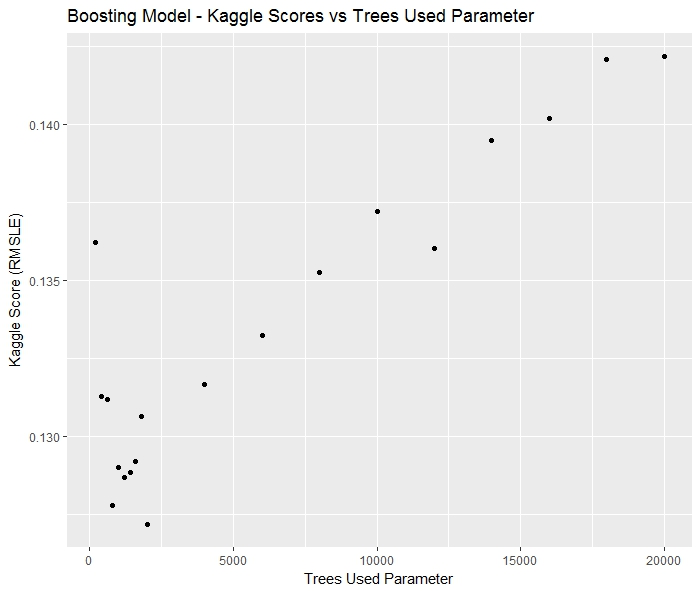 Boosting Model - Kaggle Scores vs Trees Used Parameter
Kaggle Score (RMSLE)
0.140
0.135
0.130
0 5000 10000 15000 20000
Trees Used Parameter